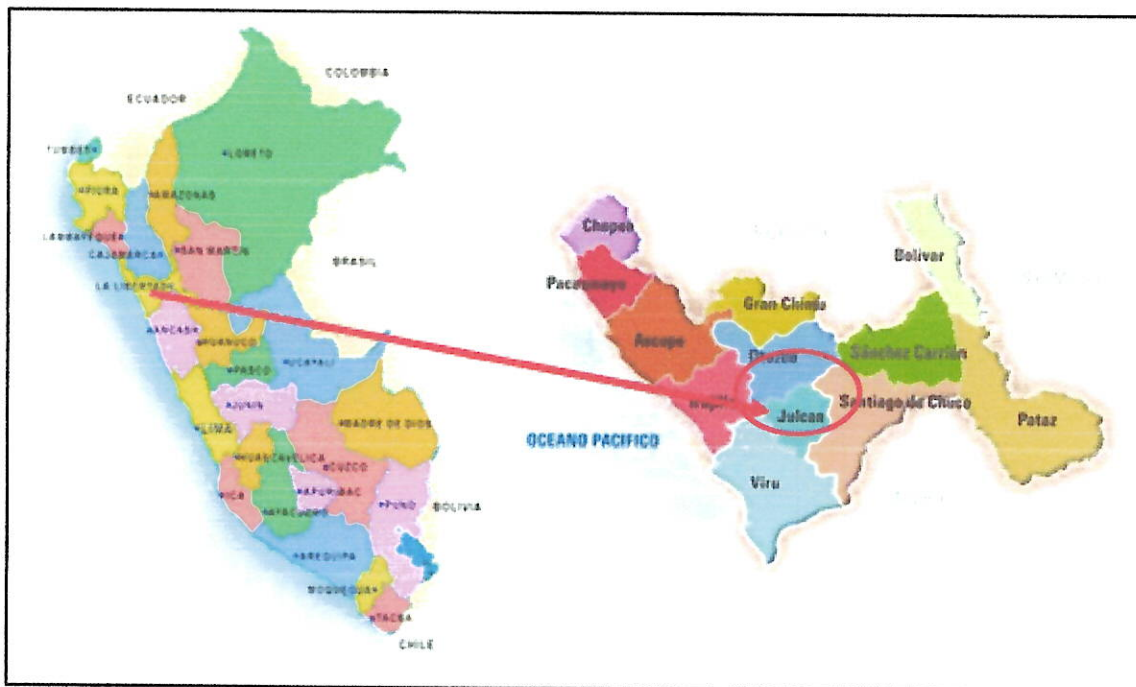 COLOMBIA
ECUADOR
TUMBES
LORETO
PIURA
AMAZONAS
LAMBAYEQUE
CAJAMARCA
SAN MARTIN
BRASIL
LA LIBERTAD
ANCASH
HUANUCO
UCAYALI
PASCO
JUNIN
LIMA
MADRE DE DIOS
HUANCAVELICA
CUZCO
ICA
APURIMAC
PUNO
AYACUCHO
BOLIVIA
AREQUIPA
MOQUEGUA
TACNA
CHILE
Chepen
Bolivar
Pacasmayo
Gran Chimú
Ascope
Otuzco
Sánchez Carrión
Trujillo
Julcan
Santiago de Chuco
Pataz
OCEANO PACIFICO
Viru